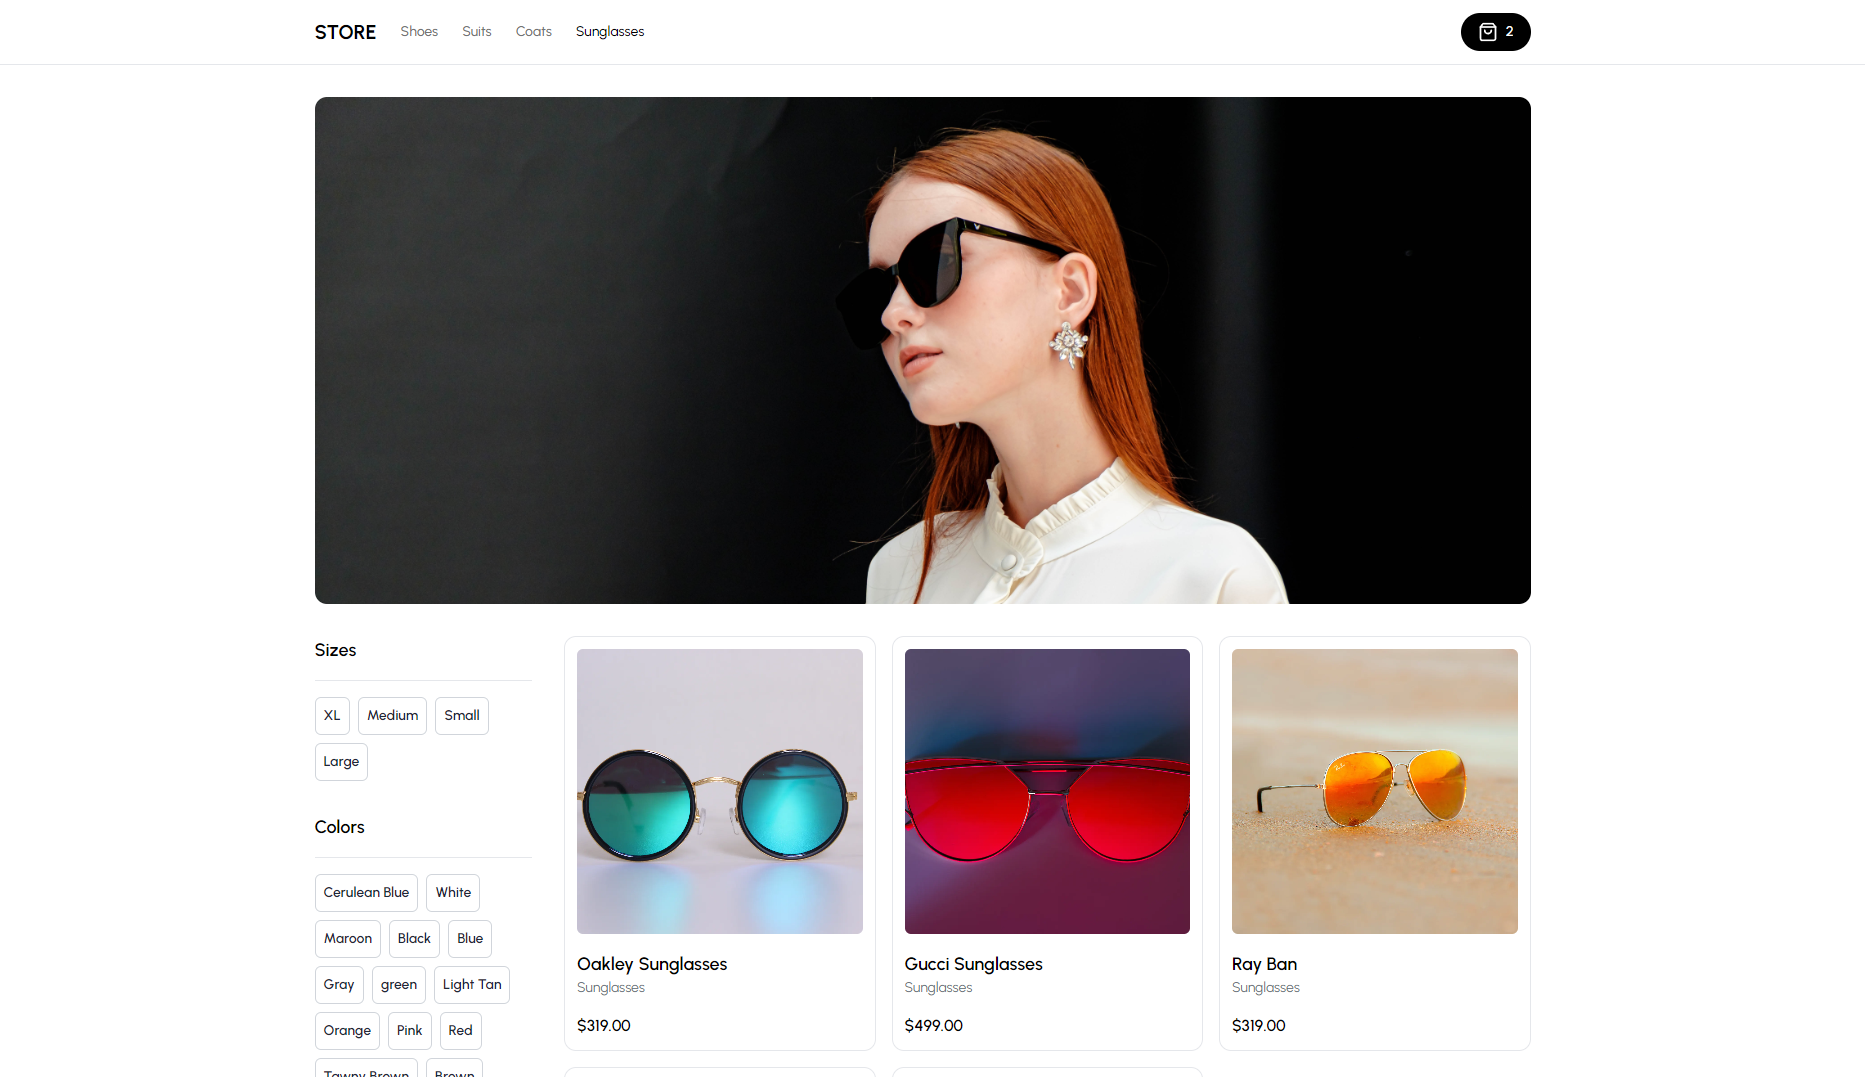 STORE Shoes Suits Coats Sunglasses 2
Sizes
XL Medium Small
Large
Colors
Cerulean Blue White
Maroon Black Blue
Gray green Light Tan
Orange Pink Red
Tawny Brown Brown
Oakley Sunglasses
Sunglasses
$319.00
Gucci Sunglasses
Sunglasses
$499.00
Ray Ban
Sunglasses
$319.00